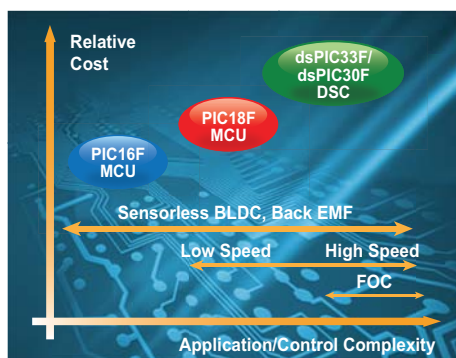 Relative
Cost
dsPIC33F/
dsPIC30F
DSC
PIC18F
MCU
PIC16F
MCU
Sensorless BLDC, Back EMF
Low Speed
High Speed
FOC
Application/Control Complexity